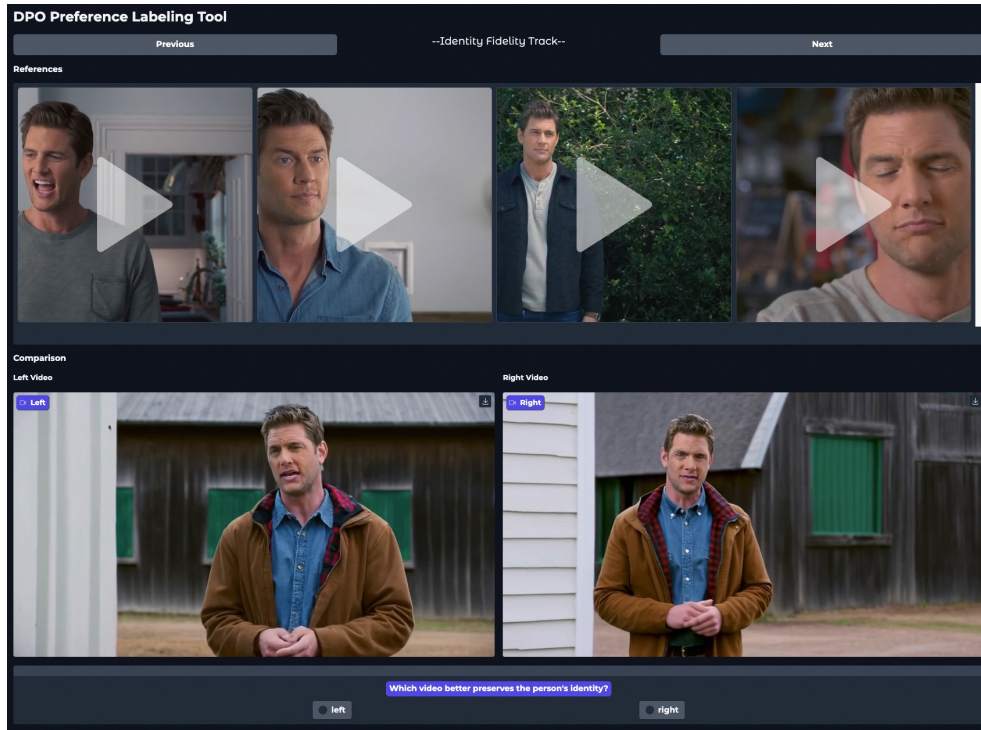 DPO Preference Labeling Tool
Previous
--Identity Fidelity Track--
Next
References
Comparison
Left Video
Right Video
Left
Right
Which video better preserves the person's identity?
left
right